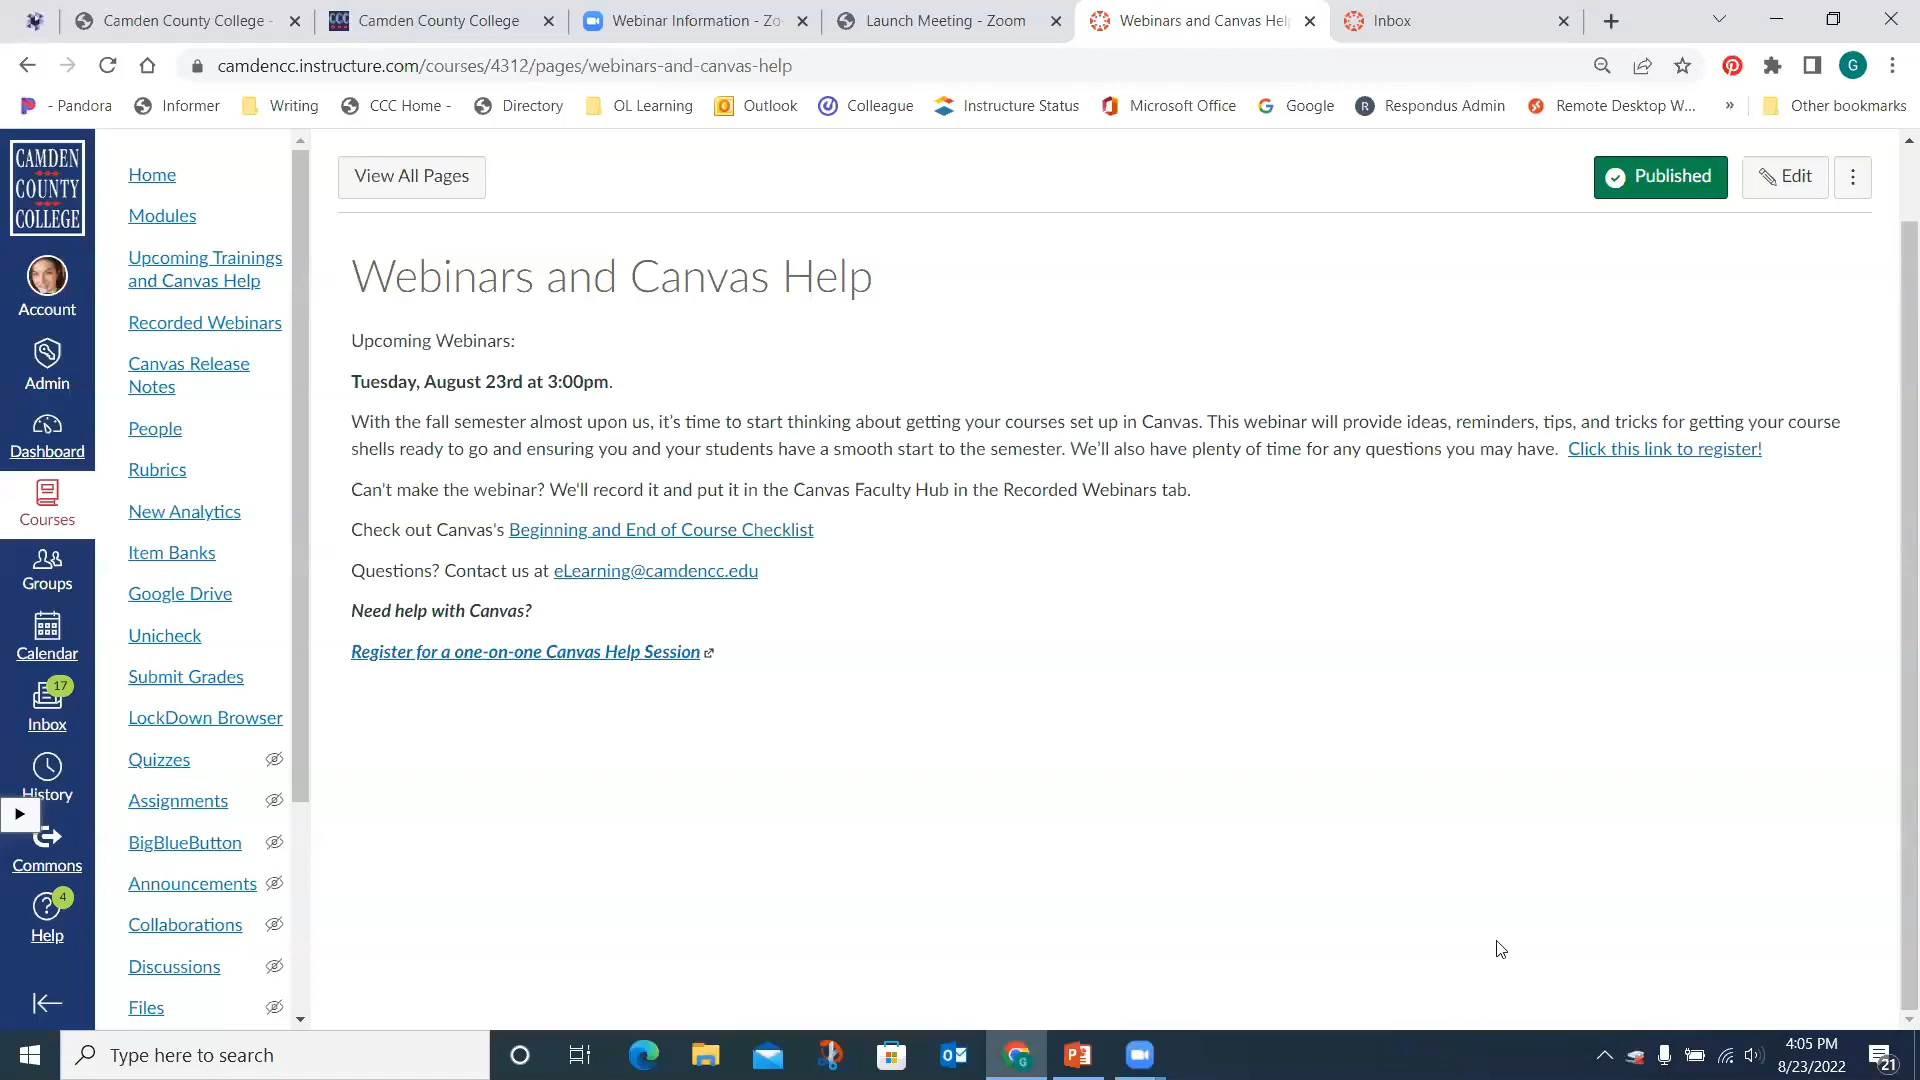 Camden County College -
Camden County College
Webinar Information - Zo
Launch Meeting - Zoom
Webinars and Canvas Hel
Inbox
camdencc.instructure.com/courses/4312/pages/webinars-and-canvas-help
G
- Pandora
Informer
Writing
CCC Home -
Directory
OL Learning
Outlook
Colleague
Instructure Status
Microsoft Office
Google
Respondus Admin
Remote Desktop W...
»
Other bookmarks
CAMDEN
COUNTY
COLLEGE
Account
Admin
Dashboard
Courses
Groups
Calendar
17
Inbox
History
Commons
4
Help
Home
Modules
Upcoming Trainings
and Canvas Help
Recorded Webinars
Canvas Release
Notes
People
Rubrics
New Analytics
Item Banks
Google Drive
Unicheck
Submit Grades
LockDown Browser
Quizzes
Assignments
BigBlueButton
Announcements
Collaborations
Discussions
Files
View All Pages
Published
Edit
Webinars and Canvas Help
Upcoming Webinars:
Tuesday, August 23rd at 3:00pm.
With the fall semester almost upon us, it's time to start thinking about getting your courses set up in Canvas. This webinar will provide ideas, reminders, tips, and tricks for getting your course
shells ready to go and ensuring you and your students have a smooth start to the semester. We'll also have plenty of time for any questions you may have. Click this link to register!
Can't make the webinar? We'll record it and put it in the Canvas Faculty Hub in the Recorded Webinars tab.
Check out Canvas's Beginning and End of Course Checklist
Questions? Contact us at eLearning@camdencc.edu
Need help with Canvas?
Register for a one-on-one Canvas Help Session
Type here to search
4:05 PM
8/23/2022
21